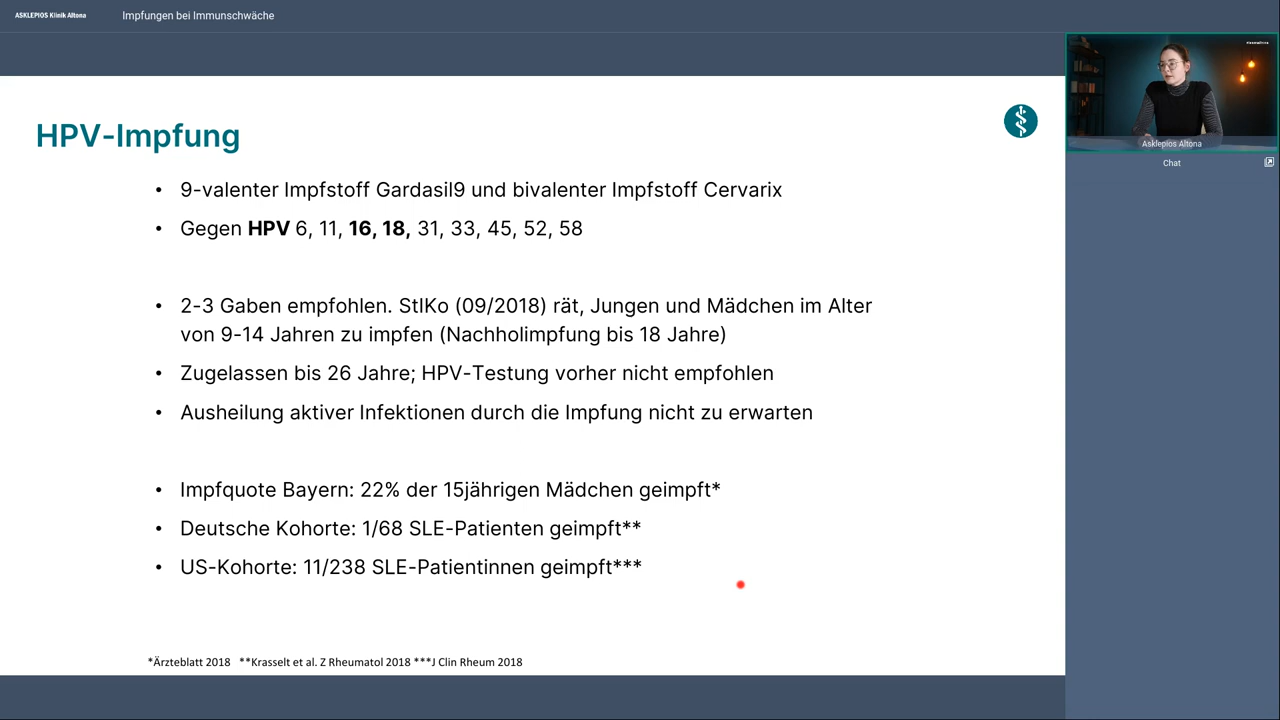 ASKLEPIOS Klinik Altona
Impfungen bei Immunschwäche
HPV-Impfung
• 9-valenter Impfstoff Gardasil9 und bivalenter Impfstoff Cervarix
• Gegen HPV 6, 11, 16, 18, 31, 33, 45, 52, 58
• 2-3 Gaben empfohlen. StIKo (09/2018) rät, Jungen und Mädchen im Alter
von 9-14 Jahren zu impfen (Nachholimpfung bis 18 Jahre)
• Zugelassen bis 26 Jahre; HPV-Testung vorher nicht empfohlen
• Ausheilung aktiver Infektionen durch die Impfung nicht zu erwarten
• Impfquote Bayern: 22% der 15jährigen Mädchen geimpft*
• Deutsche Kohorte: 1/68 SLE-Patienten geimpft**
• US-Kohorte: 11/238 SLE-Patientinnen geimpft***
*Ärzteblatt 2018 **Krasselt et al. Z Rheumatol 2018 ***J Clin Rheum 2018
Asklepios Altona
Chat